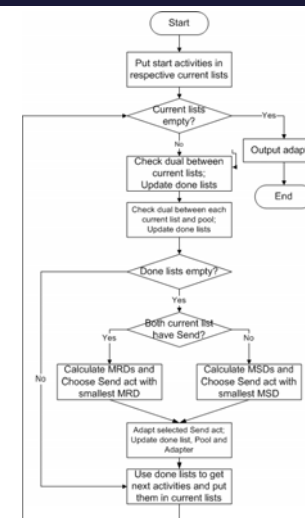 Start
Put start activities in
respective current lists
Current lists
empty?
Yes
No
Output adap
Check dual between
current lists;
Update done lists
End
Check dual between each
current list and pool;
Update done lists
Done lists empty?
Yes
Both current list
have Send?
Yes
No
No
Calculate MRDs and
Choose Send act with
smallest MRD
Calculate MSDs and
Choose Send act with
smallest MSD
Adapt selected Send act;
Update done list, Pool and
Adapter
Use done lists to get
next activities and put
them in current lists